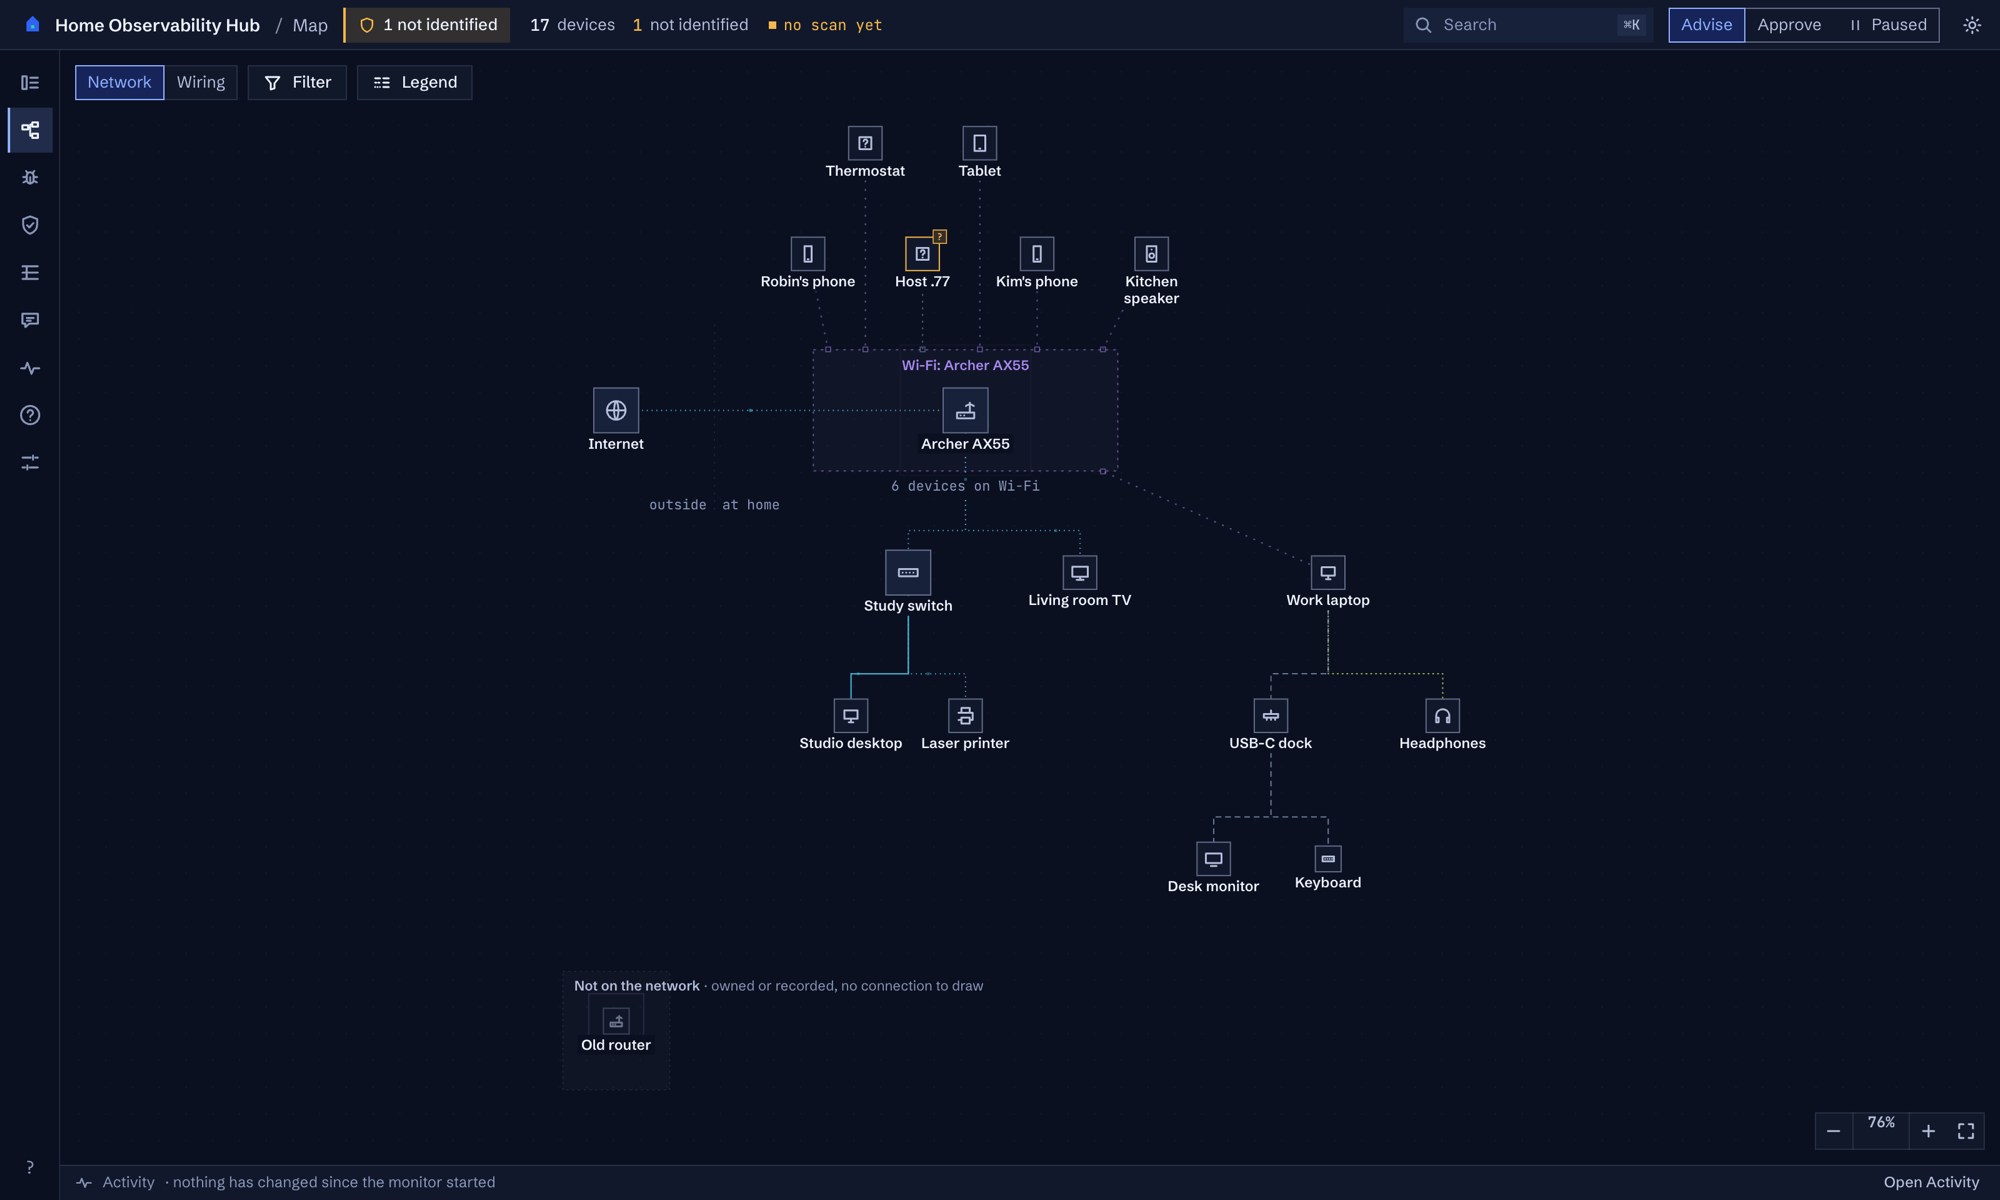 Home Observability Hub / Map
1 not identified
17 devices 1 not identified no scan yet
Search ⌘K
Advise Approve Paused
Network Wiring Filter Legend
Thermostat Tablet
?
Robin's phone Host .77 Kim's phone Kitchen
speaker
Wi-Fi: Archer AX55
Internet Archer AX55
6 devices on Wi-Fi
outside at home
Study switch Living room TV Work laptop
Studio desktop Laser printer USB-C dock Headphones
Desk monitor Keyboard
Not on the network · owned or recorded, no connection to draw
Old router
− 76% +
?
Activity · nothing has changed since the monitor started Open Activity